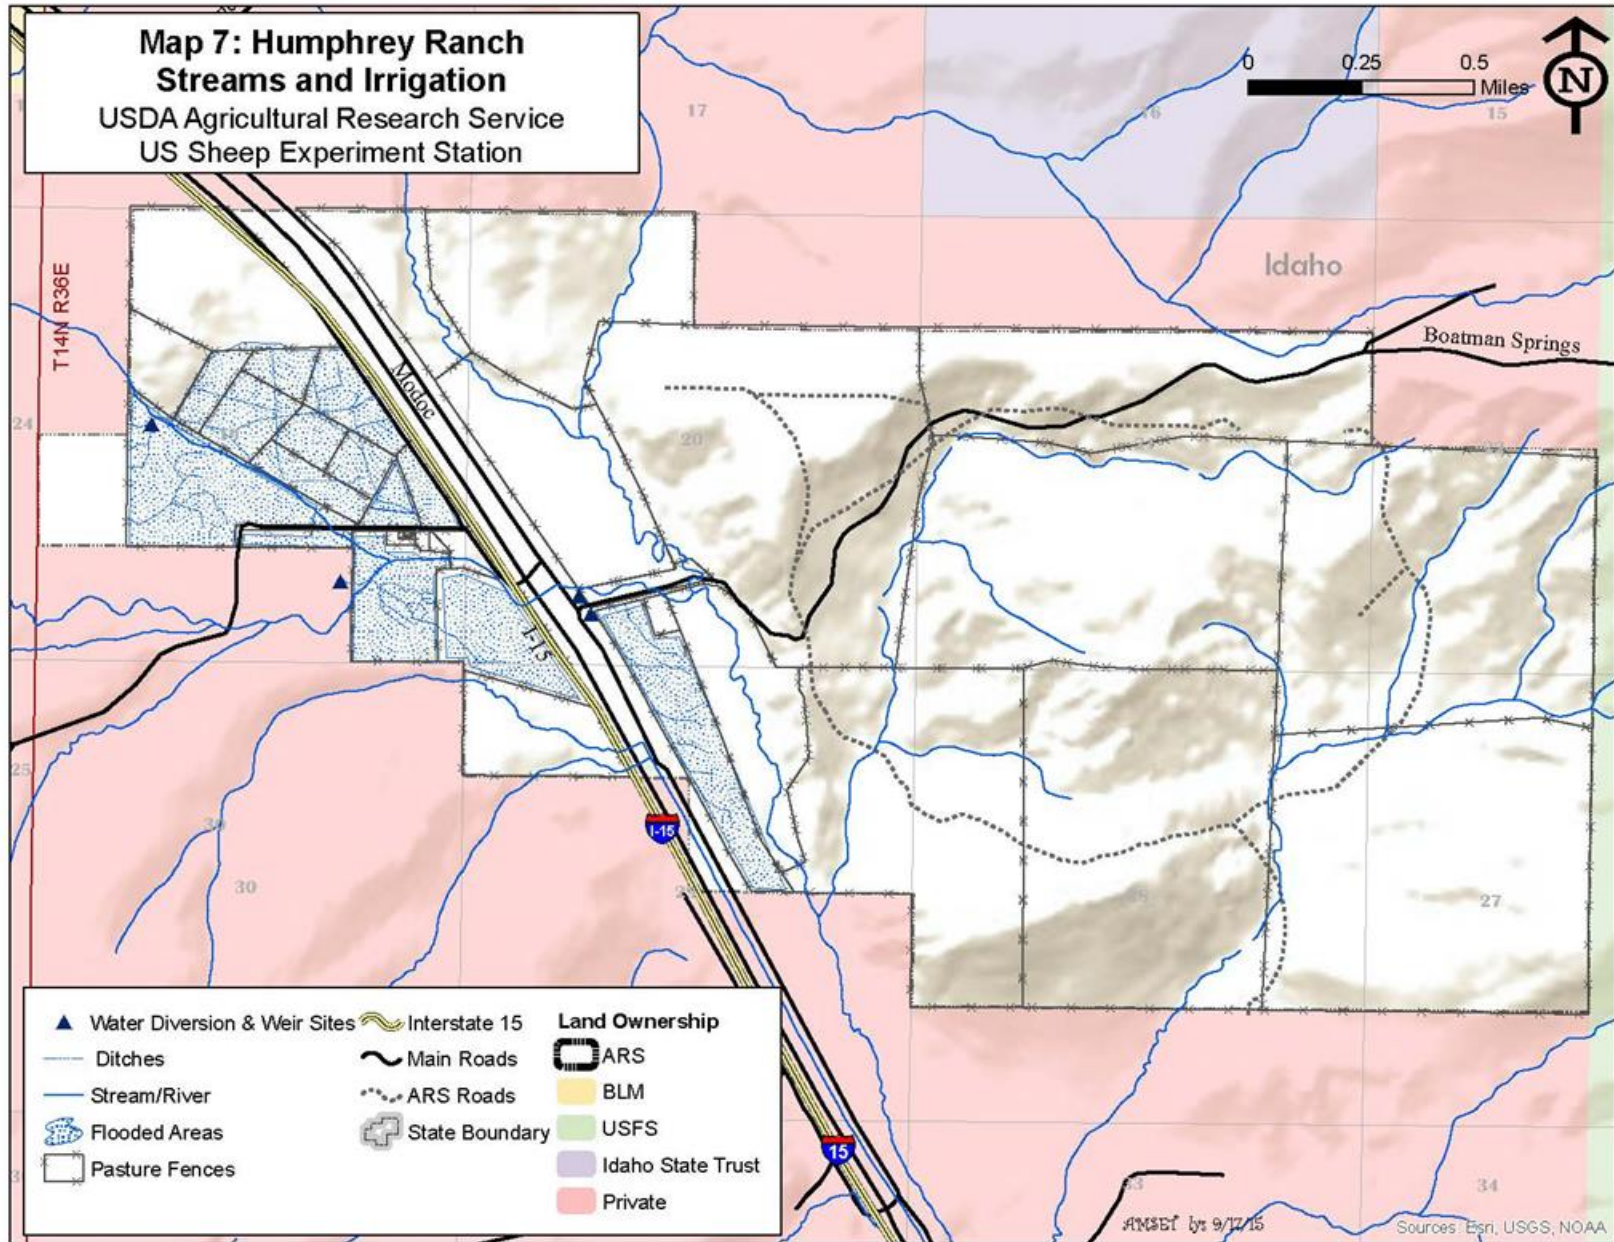 Map 7: Humphrey Ranch
Streams and Irrigation
USDA Agricultural Research Service
US Sheep Experiment Station
0 0.25 0.5
Miles
N
17
16
15
Idaho
T14N R36E
Boatman Springs
Modoc
24
20
I-15
25
30
I-15
30
27
Water Diversion & Weir Sites
Ditches
Stream/River
Flooded Areas
Pasture Fences
Interstate 15
Main Roads
ARS Roads
State Boundary
Land Ownership
ARS
BLM
USFS
Idaho State Trust
Private
15
33
34
Sources: Esri, USGS, NOAA